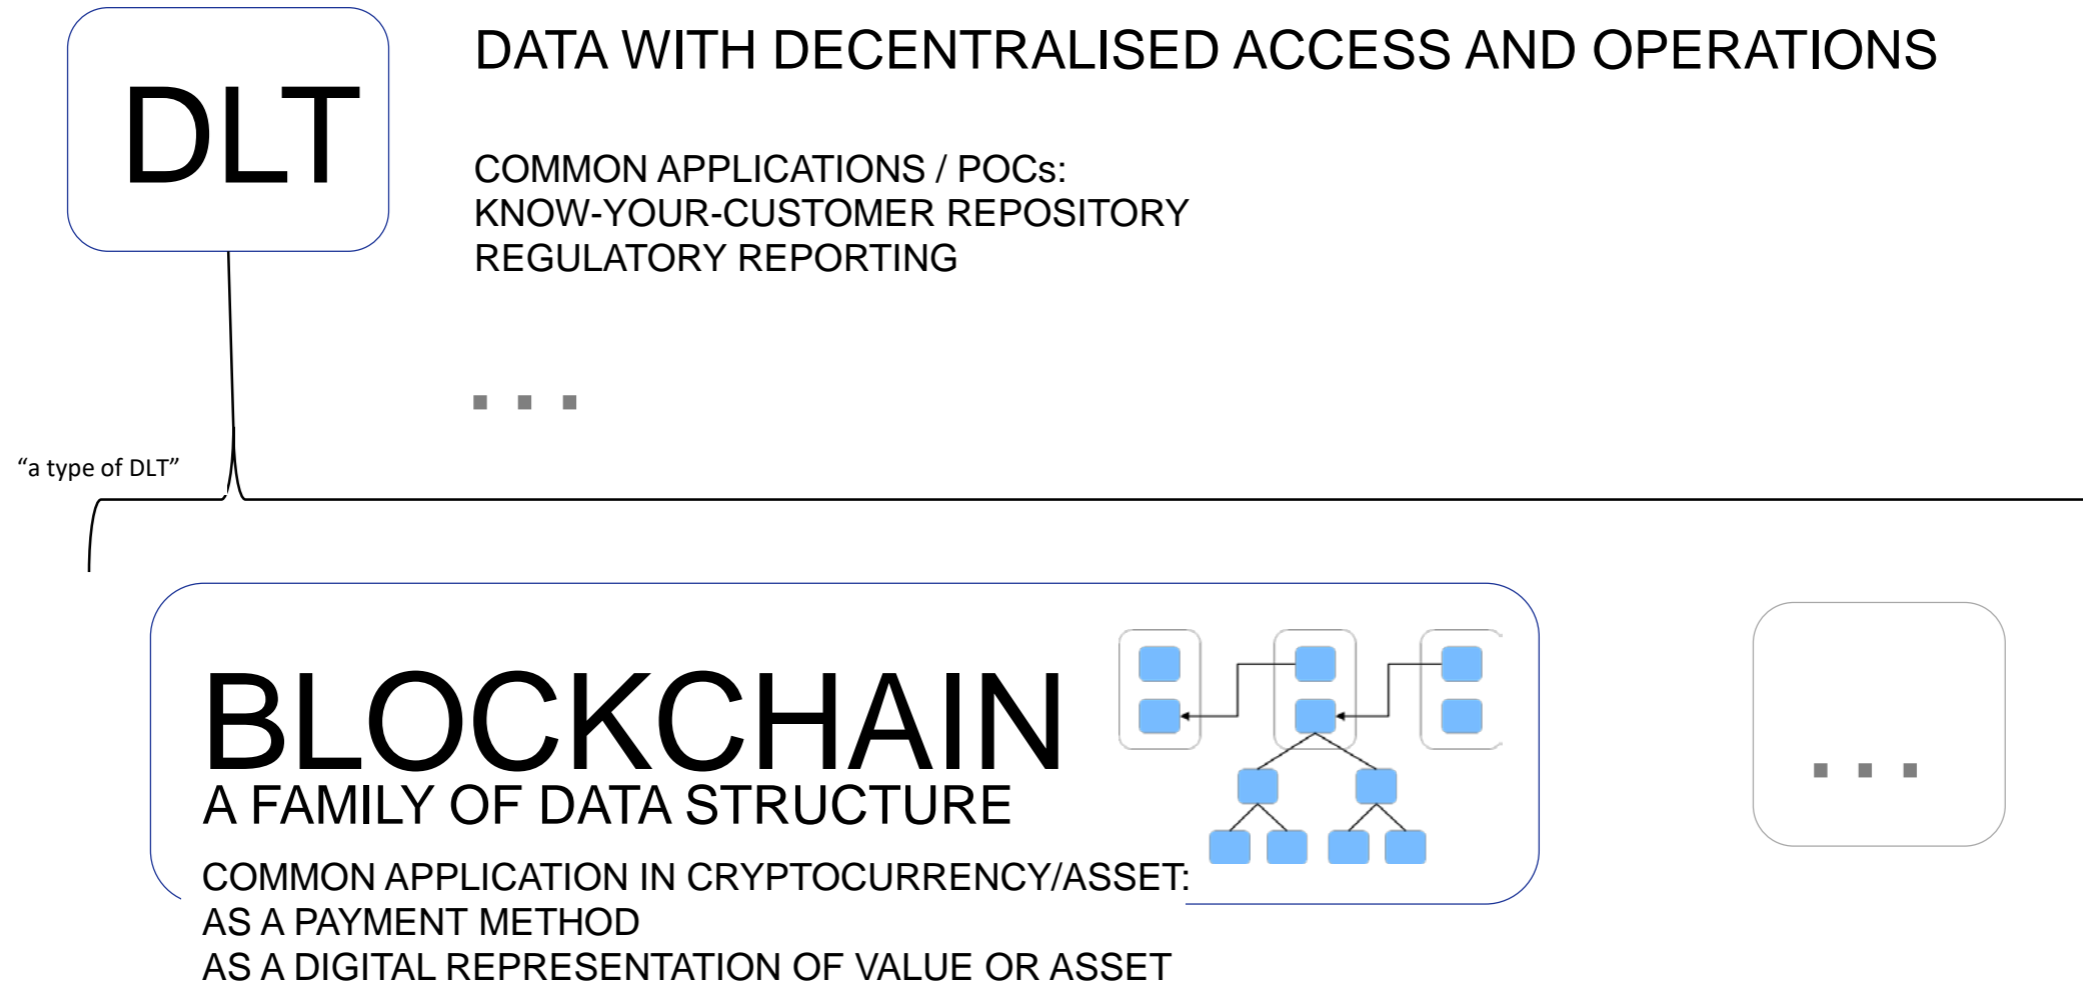 DLT
DATA WITH DECENTRALISED ACCESS AND OPERATIONS
COMMON APPLICATIONS / POCs:
KNOW-YOUR-CUSTOMER REPOSITORY
REGULATORY REPORTING
. . .
“a type of DLT”
BLOCKCHAIN
A FAMILY OF DATA STRUCTURE
COMMON APPLICATION IN CRYPTOCURRENCY/ASSET:
AS A PAYMENT METHOD
AS A DIGITAL REPRESENTATION OF VALUE OR ASSET
. . .